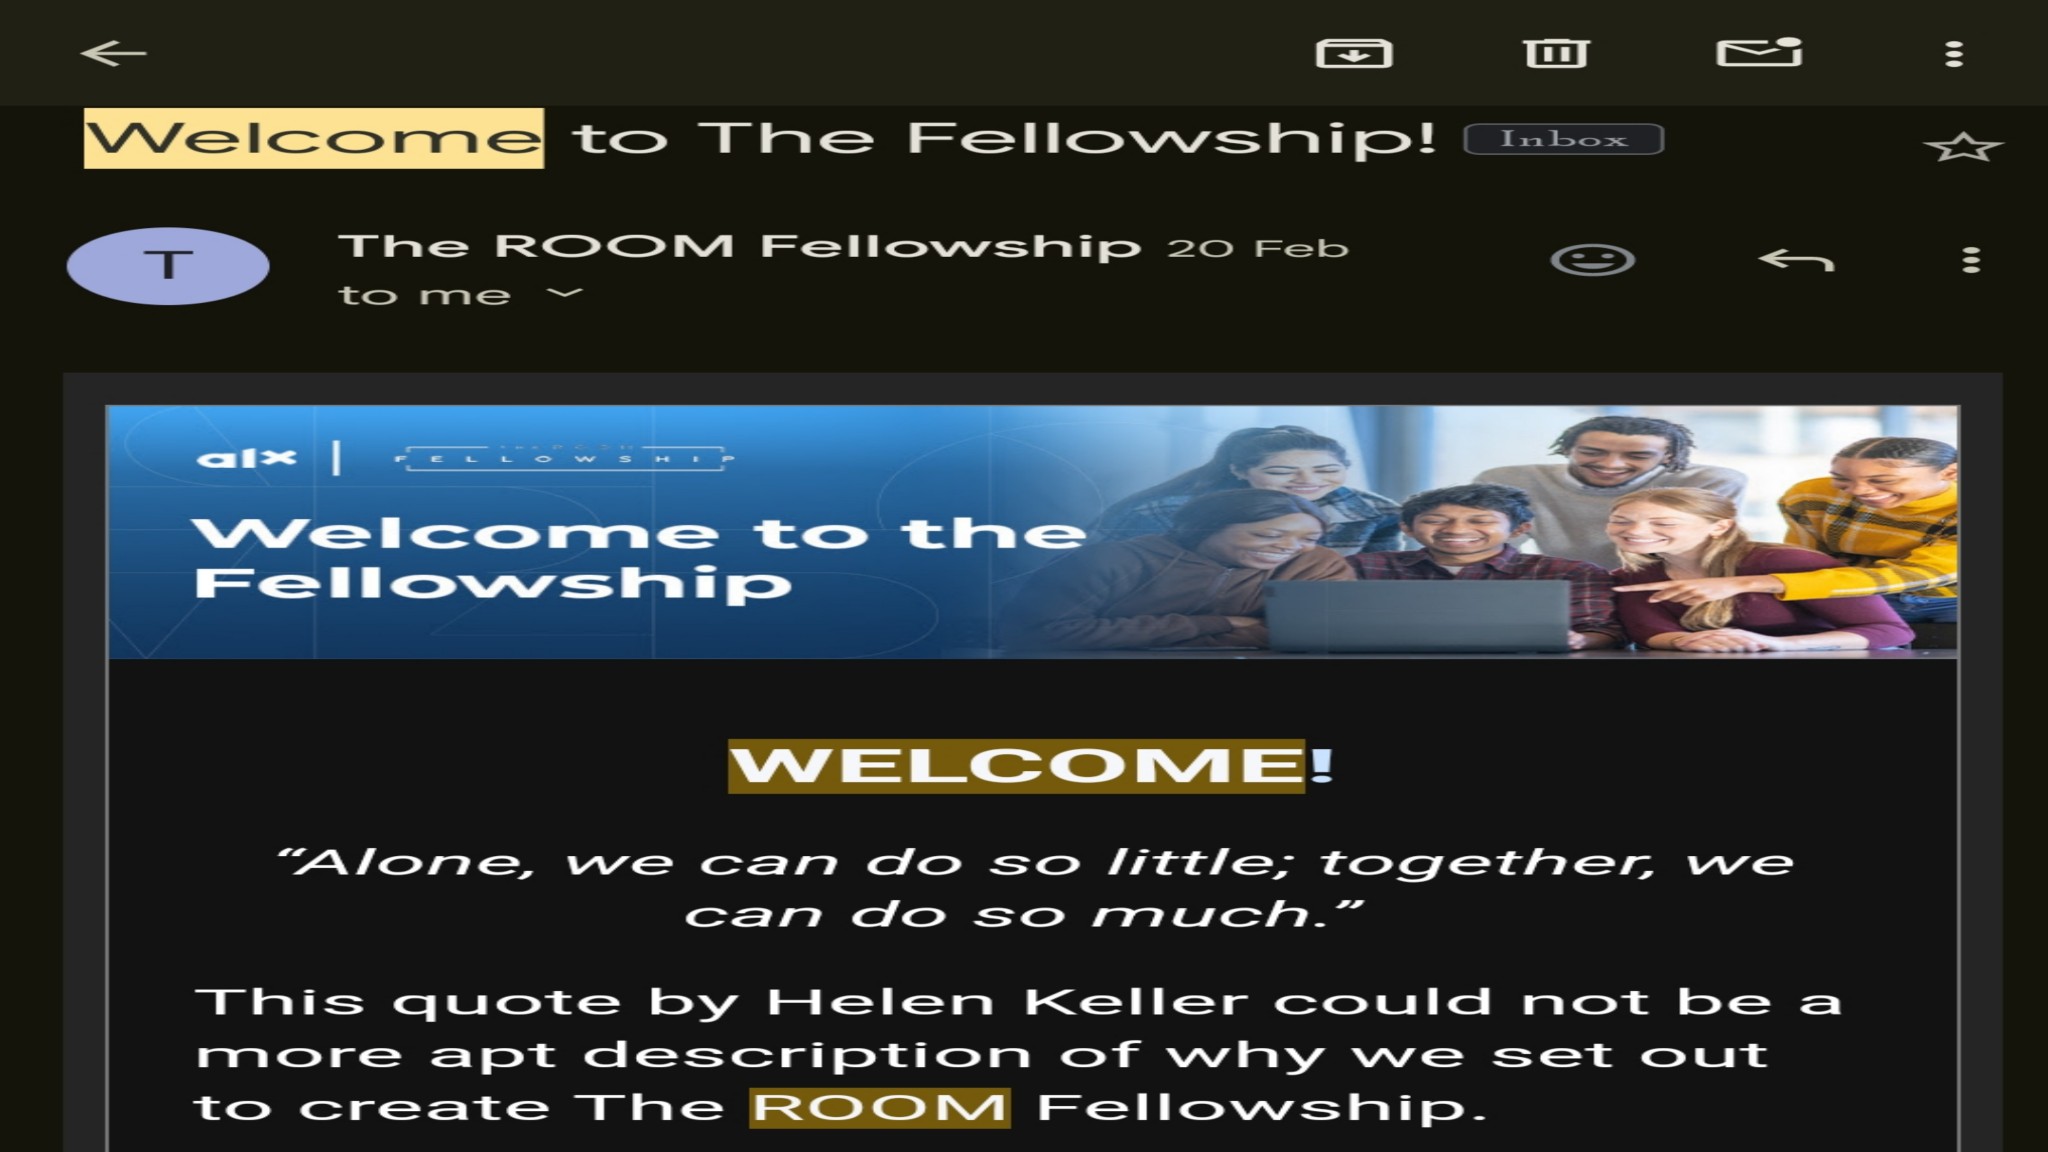 Welcome to The Fellowship! Inbox
T
The ROOM Fellowship 20 Feb
to me
alx
FELLOWSHIP
Welcome to the
Fellowship
WELCOME!
“Alone, we can do so little; together, we
can do so much.”
This quote by Helen Keller could not be a
more apt description of why we set out
to create The ROOM Fellowship.